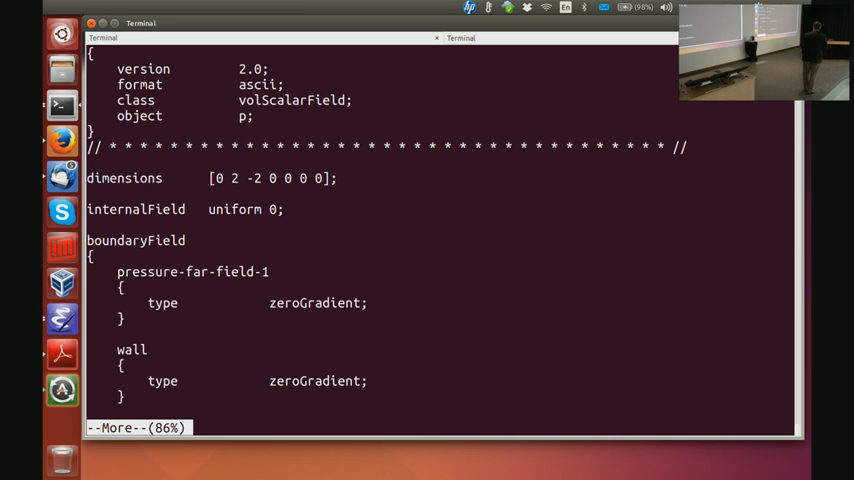 Terminal
hp
En
(98%)
Terminal
Terminal
{
version 2.0;
format ascii;
class volScalarField;
object p;
}
// * * * * * * * * * * * * * * * * * * * * * * * * * * * * * * * * * * * * * //
dimensions [0 2 -2 0 0 0 0];
internalField uniform 0;
boundaryField
{
pressure-far-field-1
{
type zeroGradient;
}
wall
{
type zeroGradient;
}
--More--(86%)